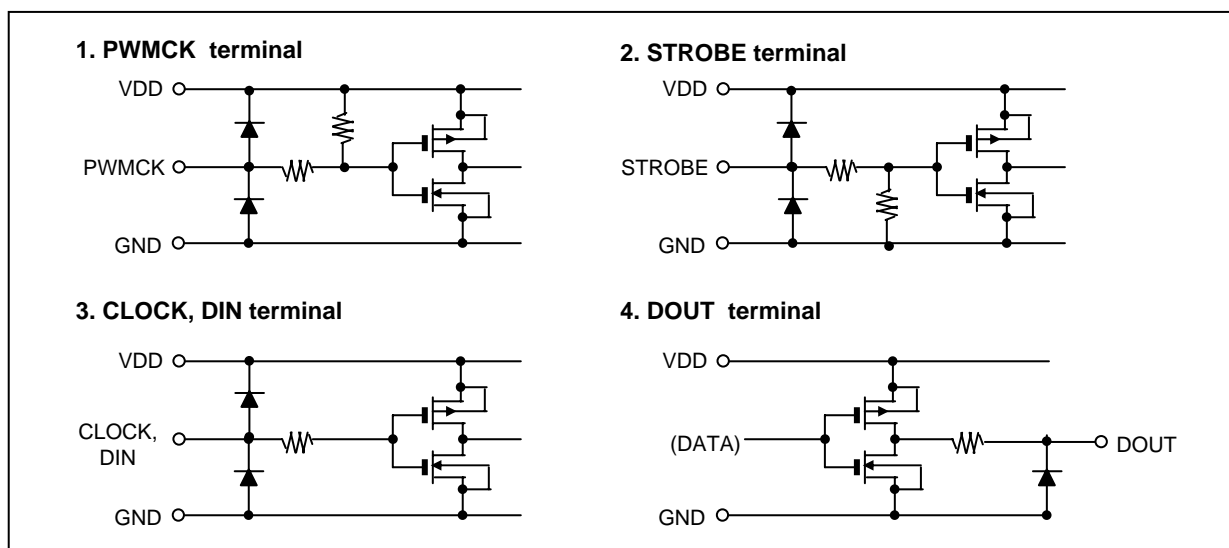 1. PWMCK terminal
VDD
PWMCK
GND
2. STROBE terminal
VDD
STROBE
GND
3. CLOCK, DIN terminal
VDD
CLOCK,
DIN
GND
4. DOUT terminal
VDD
(DATA)
DOUT
GND